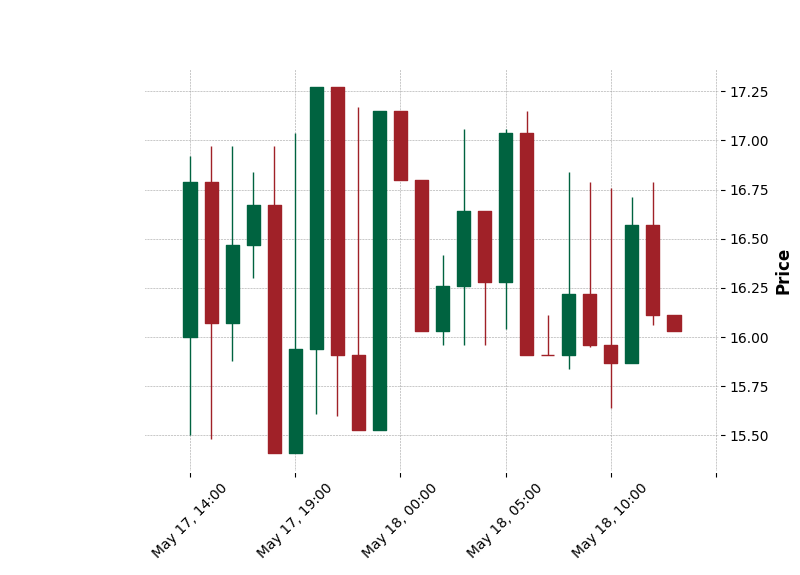 17.25
17.00
16.75
16.50
16.25
16.00
15.75
15.50
Price
May 17, 14:00
May 17, 19:00
May 18, 00:00
May 18, 05:00
May 18, 10:00